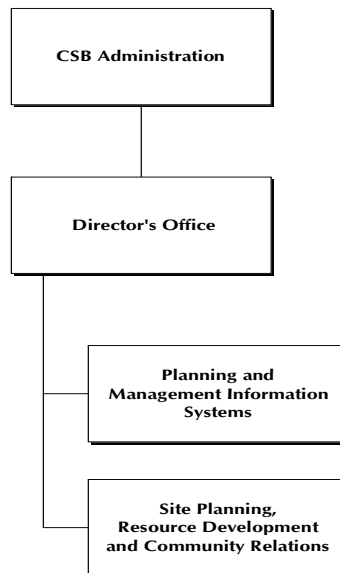 CSB Administration
Director's Office
Planning and
Management Information
Systems
Site Planning,
Resource Development
and Community Relations